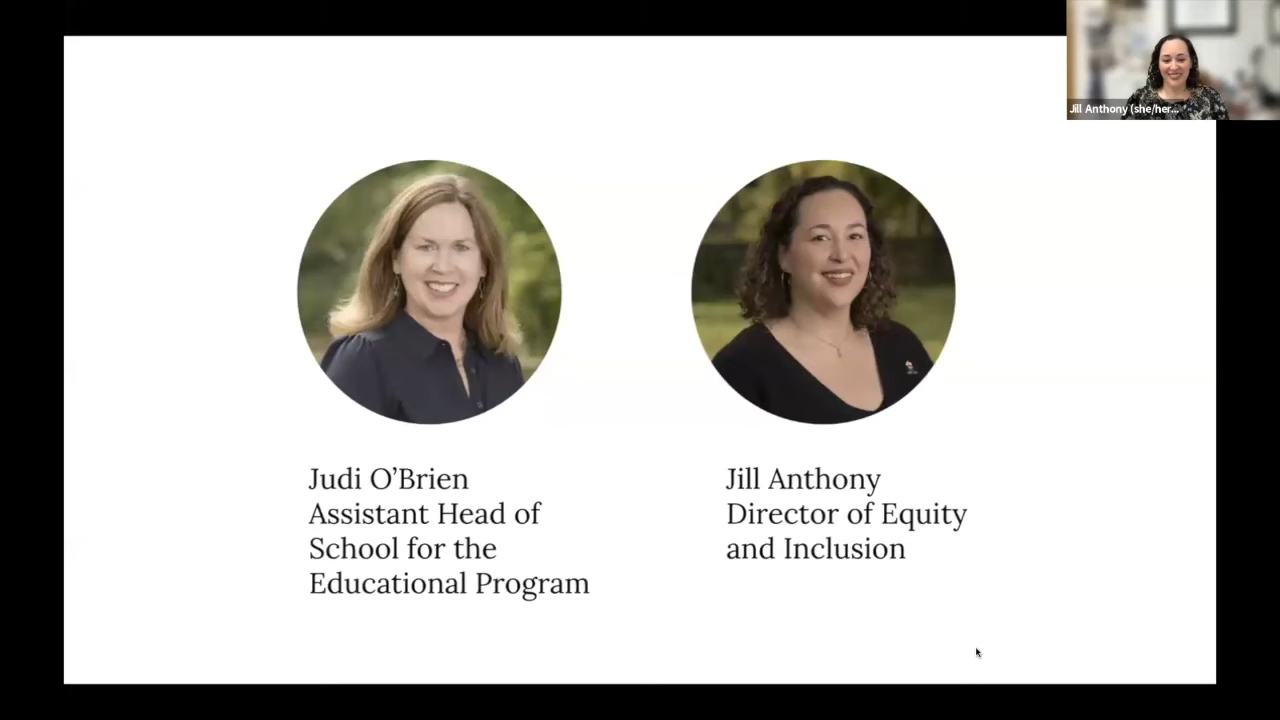 Jill Anthony (she/her...
Judi O’Brien
Assistant Head of
School for the
Educational Program
Jill Anthony
Director of Equity
and Inclusion